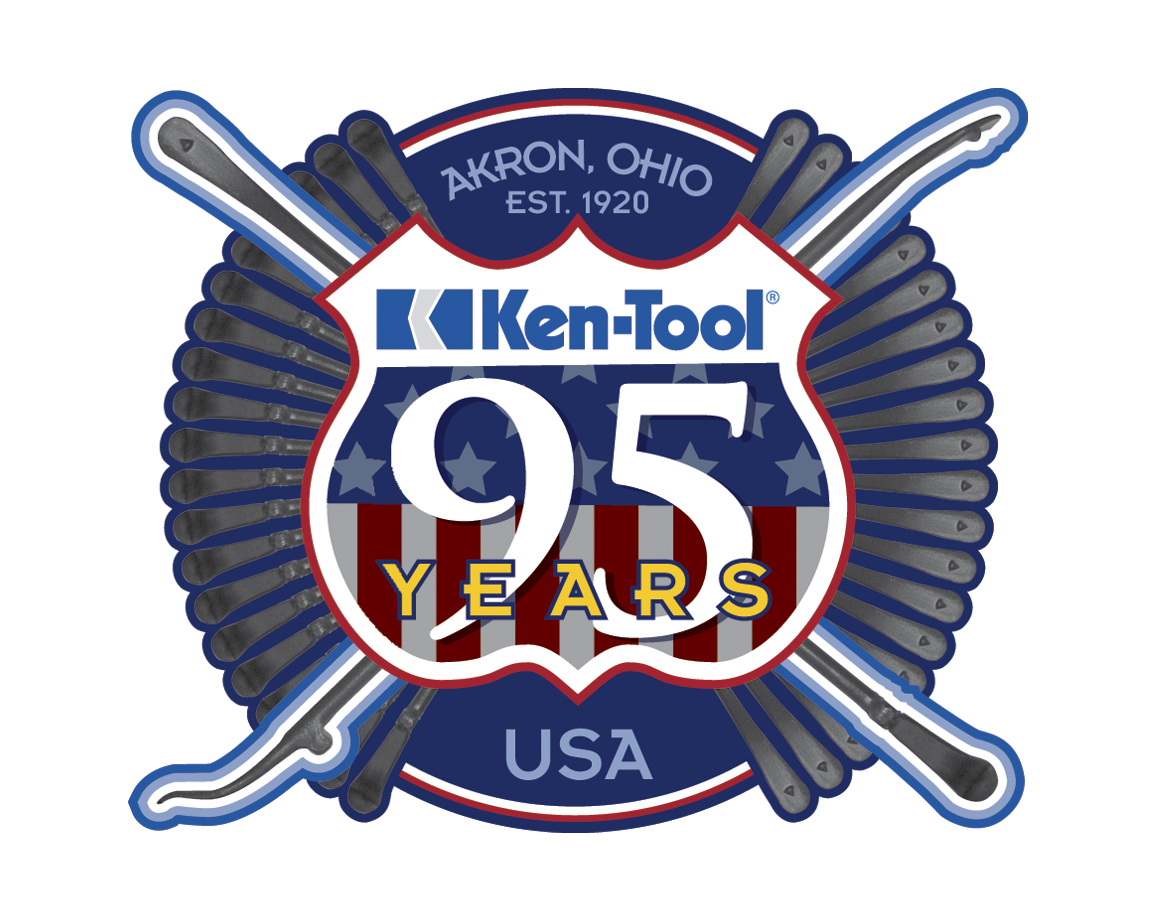 AKRON, OHIO
EST. 1920
Ken-Tool®
95
YEARS
USA